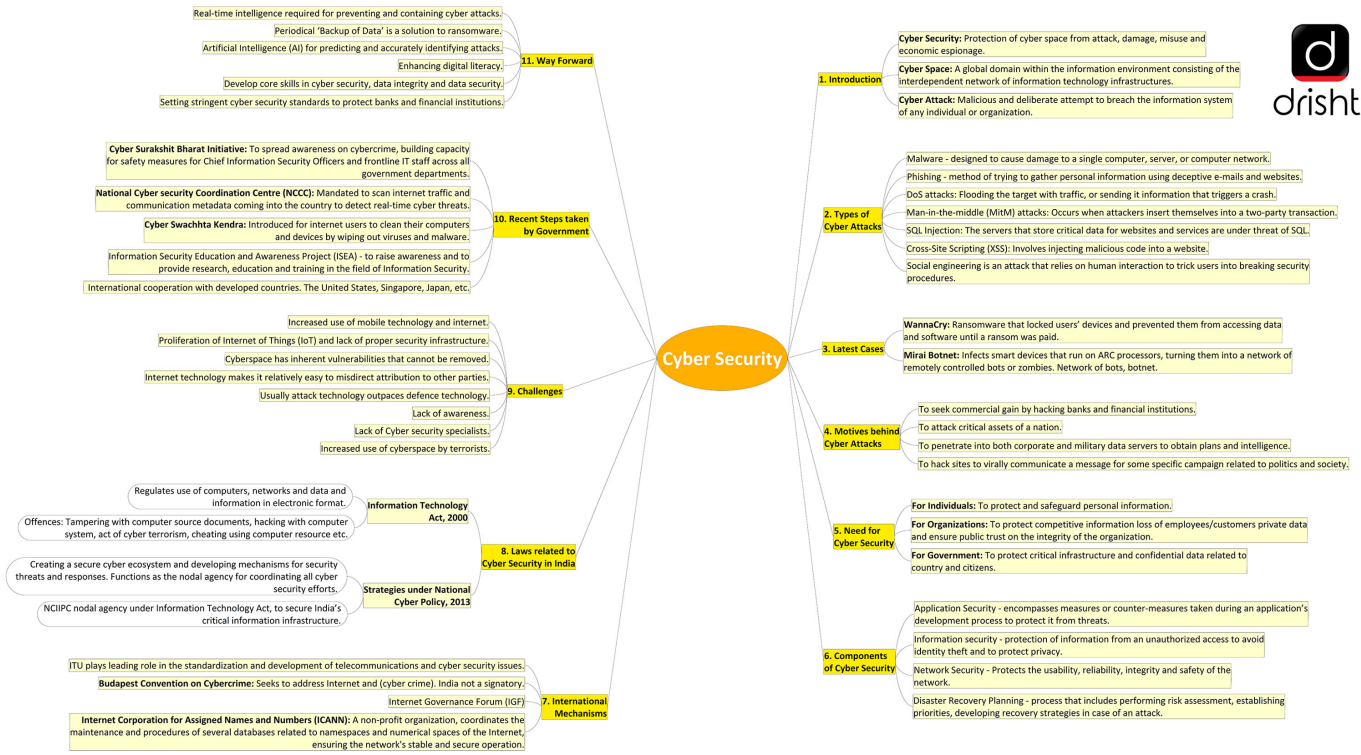 Cyber Security
drisht
1. Introduction
Cyber Security: Protection of cyber space from attack, damage, misuse and
economic espionage.
Cyber Space: A global domain within the information environment consisting of the
interdependent network of information technology infrastructures.
Cyber Attack: Malicious and deliberate attempt to breach the information system
of any individual or organization.
2. Types of
Cyber Attacks
Malware - designed to cause damage to a single computer, server, or computer network.
Phishing - method of trying to gather personal information using deceptive e-mails and websites.
DoS attacks: Flooding the target with traffic, or sending it information that triggers a crash.
Man-in-the-middle (MitM) attacks: Occurs when attackers insert themselves into a two-party transaction.
SQL Injection: The servers that store critical data for websites and services are under threat of SQL.
Cross-Site Scripting (XSS): Involves injecting malicious code into a website.
Social engineering is an attack that relies on human interaction to trick users into breaking security
procedures.
3. Latest Cases
WannaCry: Ransomware that locked users’ devices and prevented them from accessing data
and software until a ransom was paid.
Mirai Botnet: Infects smart devices that run on ARC processors, turning them into a network of
remotely controlled bots or zombies. Network of bots, botnet.
4. Motives behind
Cyber Attacks
To seek commercial gain by hacking banks and financial institutions.
To attack critical assets of a nation.
To penetrate into both corporate and military data servers to obtain plans and intelligence.
To hack sites to virally communicate a message for some specific campaign related to politics and society.
5. Need for
Cyber Security
For Individuals: To protect and safeguard personal information.
For Organizations: To protect competitive information loss of employees/customers private data
and ensure public trust on the integrity of the organization.
For Government: To protect critical infrastructure and confidential data related to
country and citizens.
6. Components
of Cyber Security
Application Security - encompasses measures or counter-measures taken during an application’s
development process to protect it from threats.
Information security - protection of information from an unauthorized access to avoid
identity theft and to protect privacy.
Network Security - Protects the usability, reliability, integrity and safety of the
network.
Disaster Recovery Planning - process that includes performing risk assessment, establishing
priorities, developing recovery strategies in case of an attack.
7. International
Mechanisms
ITU plays leading role in the standardization and development of telecommunications and cyber security issues.
Budapest Convention on Cybercrime: Seeks to address Internet and (cyber crime). India not a signatory.
Internet Governance Forum (IGF)
Internet Corporation for Assigned Names and Numbers (ICANN): A non-profit organization, coordinates the
maintenance and procedures of several databases related to namespaces and numerical spaces of the Internet,
ensuring the network's stable and secure operation.
8. Laws related to
Cyber Security in India
Information Technology
Act, 2000
Regulates use of computers, networks and data and
information in electronic format.
Offences: Tampering with computer source documents, hacking with computer
system, act of cyber terrorism, cheating using computer resource etc.
Strategies under National
Cyber Policy, 2013
Creating a secure cyber ecosystem and developing mechanisms for security
threats and responses. Functions as the nodal agency for coordinating all cyber
security efforts.
NCIIPC nodal agency under Information Technology Act, to secure India’s
critical information infrastructure.
9. Challenges
Increased use of mobile technology and internet.
Proliferation of Internet of Things (IoT) and lack of proper security infrastructure.
Cyberspace has inherent vulnerabilities that cannot be removed.
Internet technology makes it relatively easy to misdirect attribution to other parties.
Usually attack technology outpaces defence technology.
Lack of awareness.
Lack of Cyber security specialists.
Increased use of cyberspace by terrorists.
10. Recent Steps taken
by Government
Cyber Surakshit Bharat Initiative: To spread awareness on cybercrime, building capacity
for safety measures for Chief Information Security Officers and frontline IT staff across all
government departments.
National Cyber security Coordination Centre (NCCC): Mandated to scan internet traffic and
communication metadata coming into the country to detect real-time cyber threats.
Cyber Swachhta Kendra: Introduced for internet users to clean their computers
and devices by wiping out viruses and malware.
Information Security Education and Awareness Project (ISEA) - to raise awareness and to
provide research, education and training in the field of Information Security.
International cooperation with developed countries. The United States, Singapore, Japan, etc.
11. Way Forward
Real-time intelligence required for preventing and containing cyber attacks.
Periodical ‘Backup of Data’ is a solution to ransomware.
Artificial Intelligence (AI) for predicting and accurately identifying attacks.
Enhancing digital literacy.
Develop core skills in cyber security, data integrity and data security.
Setting stringent cyber security standards to protect banks and financial institutions.